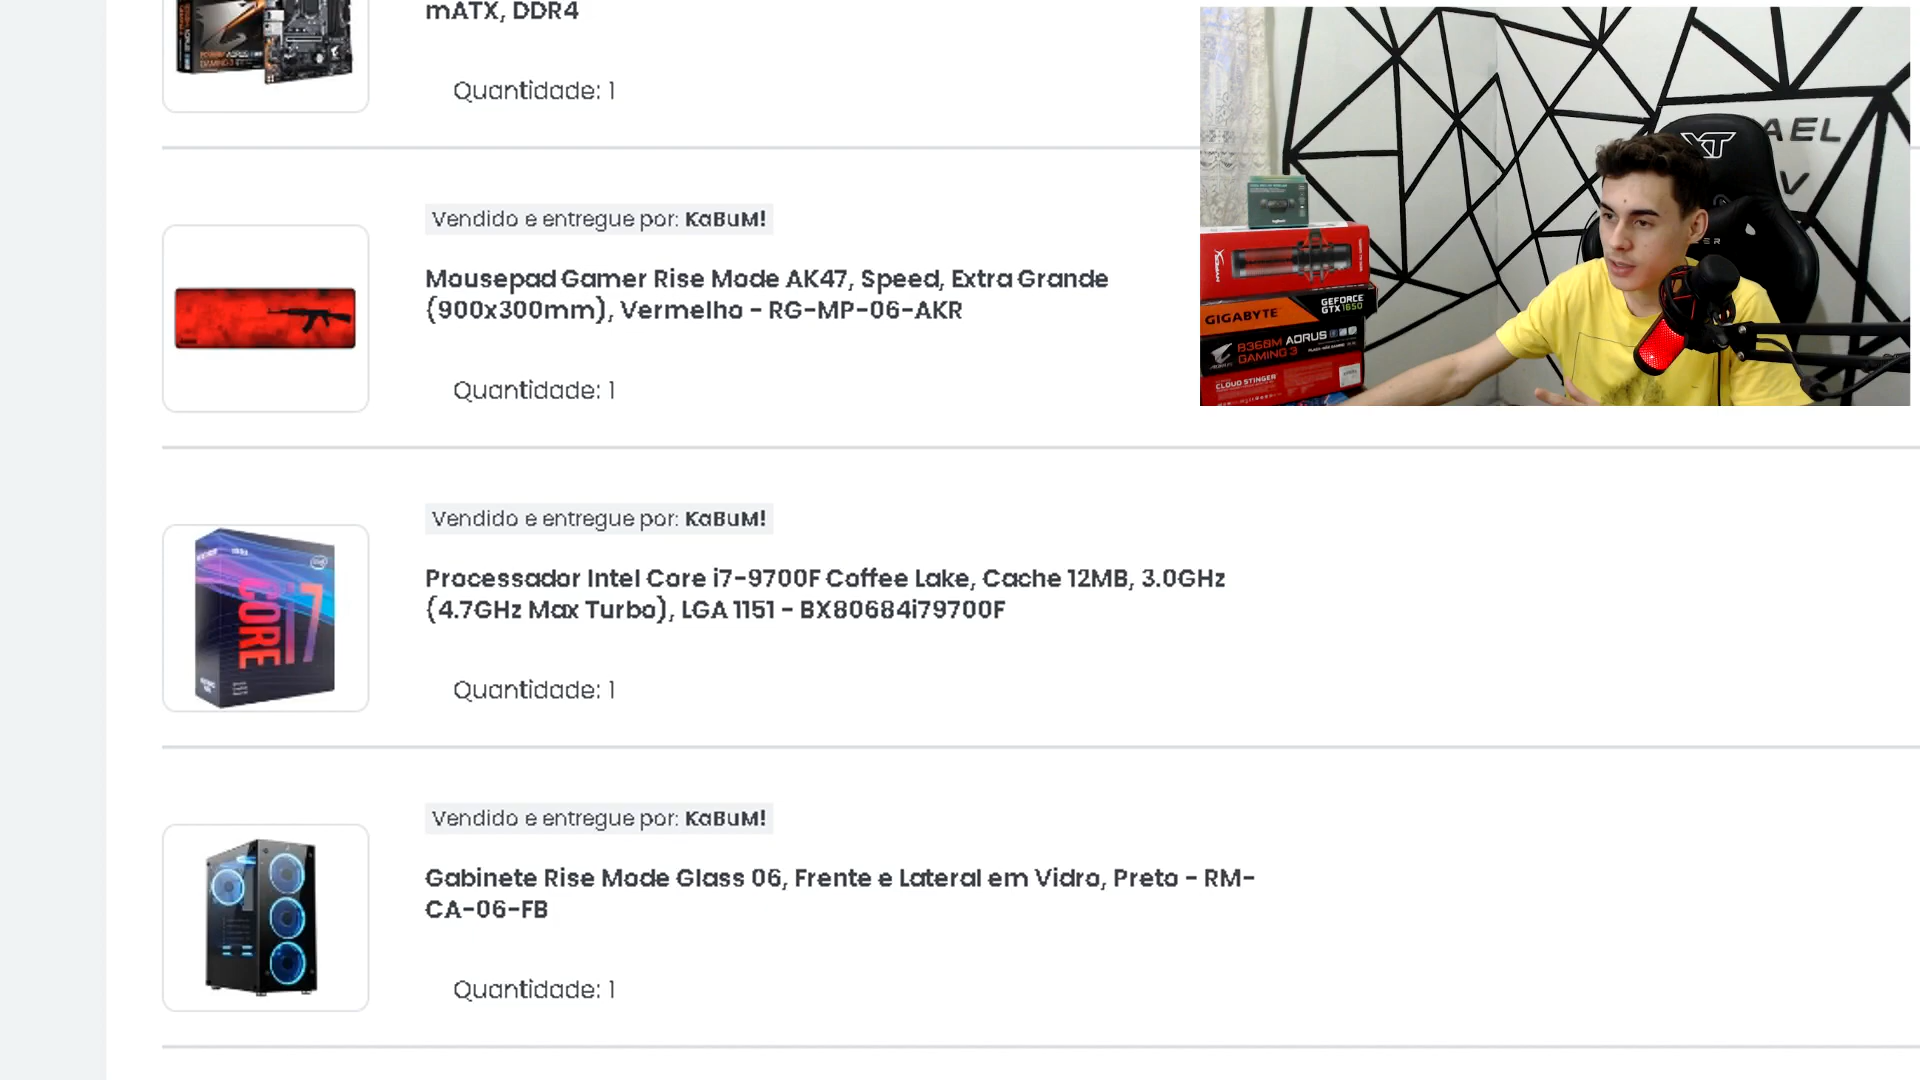 mATX, DDR4
Quantidade: 1
Vendido e entregue por: KaBuM!
Mousepad Gamer Rise Mode AK47, Speed, Extra Grande
(900x300mm), Vermelho - RG-MP-06-AKR
Quantidade: 1
Vendido e entregue por: KaBuM!
Processador Intel Core i7-9700F Coffee Lake, Cache 12MB, 3.0GHz
(4.7GHz Max Turbo), LGA 1151 - BX80684i79700F
Quantidade: 1
Vendido e entregue por: KaBuM!
Gabinete Rise Mode Glass 06, Frente e Lateral em Vidro, Preto - RM-
CA-06-FB
Quantidade: 1
CORE i7
AEL
XT
V
GIGABYTE
GEFORCE
GTX 1650
B360M AORUS
GAMING 3
CLOUD STINGER